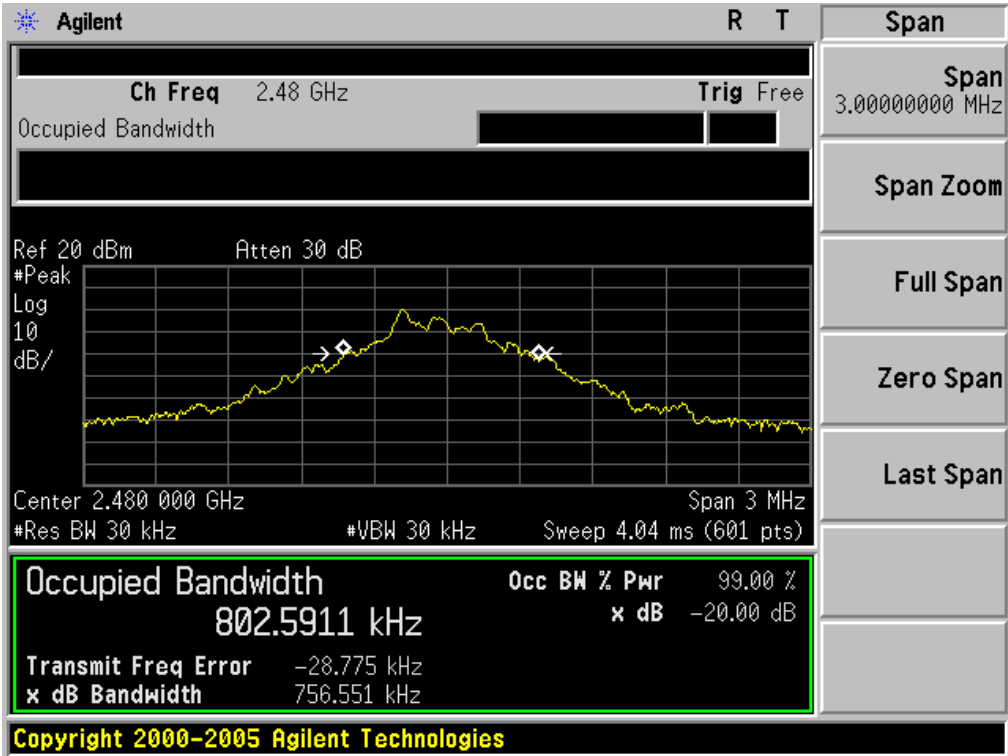 Agilent R T
Ch Freq 2.48 GHz Trig Free
Occupied Bandwidth
Ref 20 dBm Atten 30 dB
#Peak
Log
10
dB/
Center 2.480 000 GHz Span 3 MHz
#Res BW 30 kHz #VBW 30 kHz Sweep 4.04 ms (601 pts)
Occupied Bandwidth
802.5911 kHz
Occ BW % Pwr 99.00 %
x dB -20.00 dB
Transmit Freq Error -28.775 kHz
x dB Bandwidth 756.551 kHz
Copyright 2000-2005 Agilent Technologies
Span
Span
3.00000000 MHz
Span Zoom
Full Span
Zero Span
Last Span